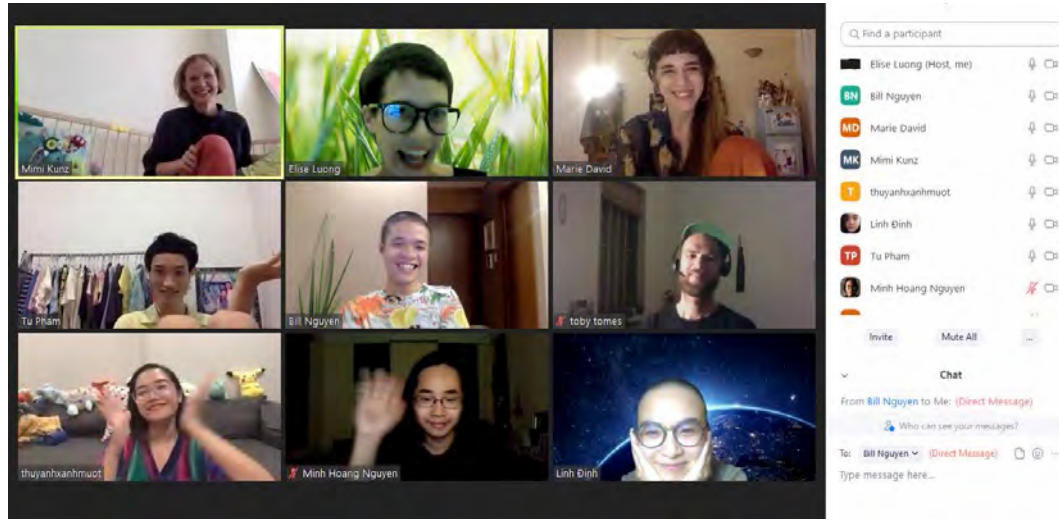 Mimi Kunz
Elise Luong
Marie David
Tu Pham
Bill Nguyen
toby tomes
thuyanhxanhmuot
Minh Hoang Nguyen
Linh Đinh
Find a participant
Elise Luong (Host, me)
BN Bill Nguyen
MD Marie David
MK Mimi Kunz
T thuyanhxanhmuot
Linh Đinh
TP Tu Pham
Minh Hoang Nguyen
Invite Mute All ...
Chat
From Bill Nguyen to Me: (Direct Message)
Who can see your messages?
To: Bill Nguyen (Direct Message) ...
Type message here...